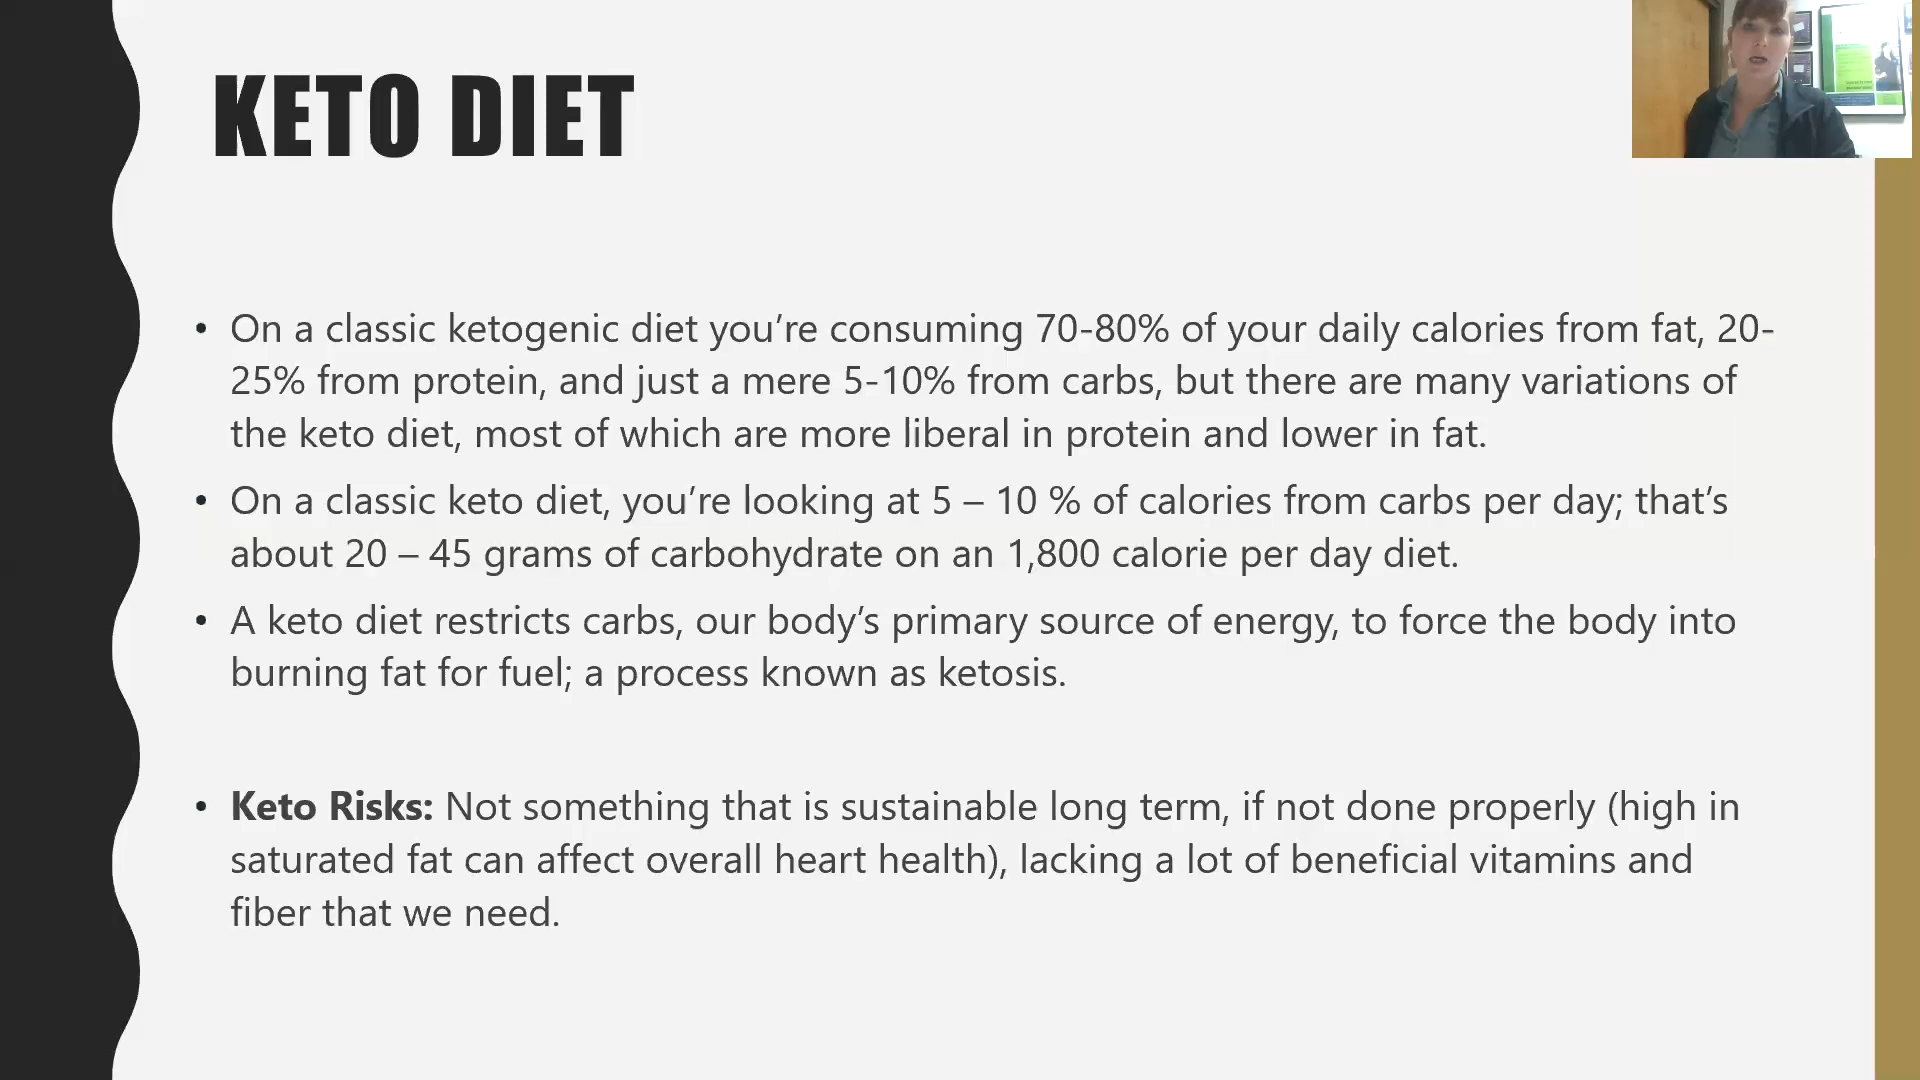 KETO DIET
• On a classic ketogenic diet you’re consuming 70-80% of your daily calories from fat, 20-
25% from protein, and just a mere 5-10% from carbs, but there are many variations of
the keto diet, most of which are more liberal in protein and lower in fat.
• On a classic keto diet, you’re looking at 5 – 10 % of calories from carbs per day; that’s
about 20 – 45 grams of carbohydrate on an 1,800 calorie per day diet.
• A keto diet restricts carbs, our body’s primary source of energy, to force the body into
burning fat for fuel; a process known as ketosis.
• Keto Risks: Not something that is sustainable long term, if not done properly (high in
saturated fat can affect overall heart health), lacking a lot of beneficial vitamins and
fiber that we need.